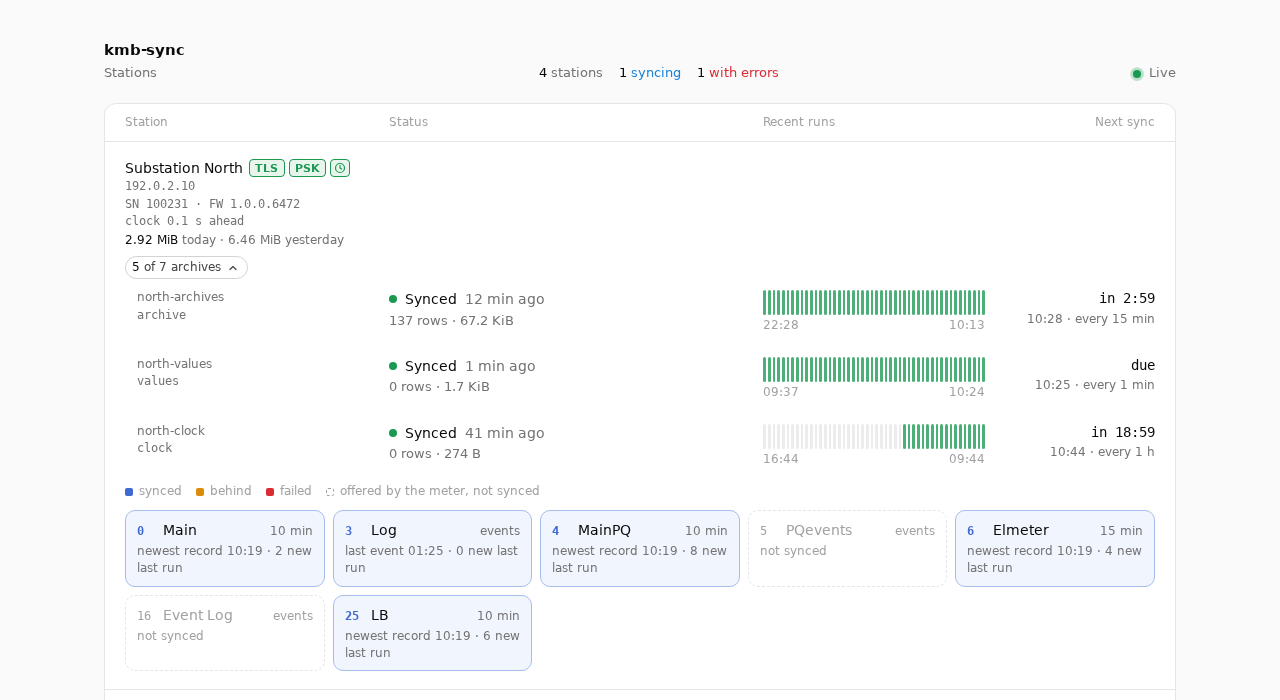 kmb-sync
Stations
4 stations 1 syncing 1 with errors
Live
Station Status Recent runs Next sync
Substation North TLS PSK
192.0.2.10
SN 100231 · FW 1.0.0.6472
clock 0.1 s ahead
2.92 MiB today · 6.46 MiB yesterday
5 of 7 archives
north-archives
archive
Synced 12 min ago
137 rows · 67.2 KiB
22:28 10:13
in 2:59
10:28 · every 15 min
north-values
values
Synced 1 min ago
0 rows · 1.7 KiB
09:37 10:24
due
10:25 · every 1 min
north-clock
clock
Synced 41 min ago
0 rows · 274 B
16:44 09:44
in 18:59
10:44 · every 1 h
synced behind failed offered by the meter, not synced
0 Main 10 min
newest record 10:19 · 2 new
last run
3 Log events
last event 01:25 · 0 new last
run
4 MainPQ 10 min
newest record 10:19 · 8 new
last run
5 PQevents events
not synced
6 Elmeter 15 min
newest record 10:19 · 4 new
last run
16 Event Log events
not synced
25 LB 10 min
newest record 10:19 · 6 new
last run